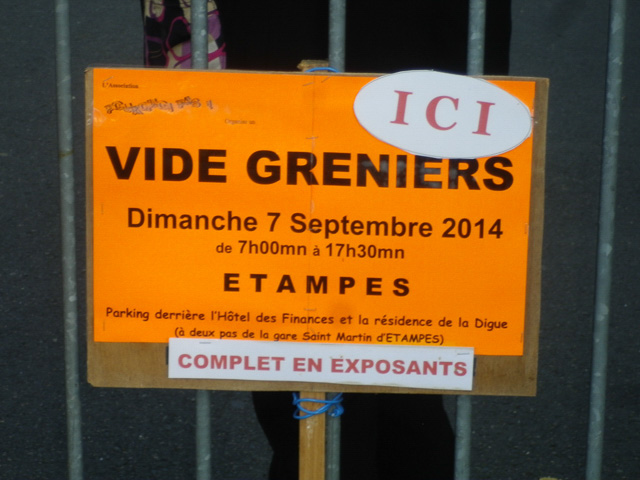 L'Association
Organise un
ICI
VIDE GRENIERS
Dimanche 7 Septembre 2014
de 7h00mn à 17h30mn
ETAMPES
Parking derrière l'Hôtel des Finances et la résidence de la Digue
(à deux pas de la gare Saint Martin d'ETAMPES)
COMPLET EN EXPOSANTS